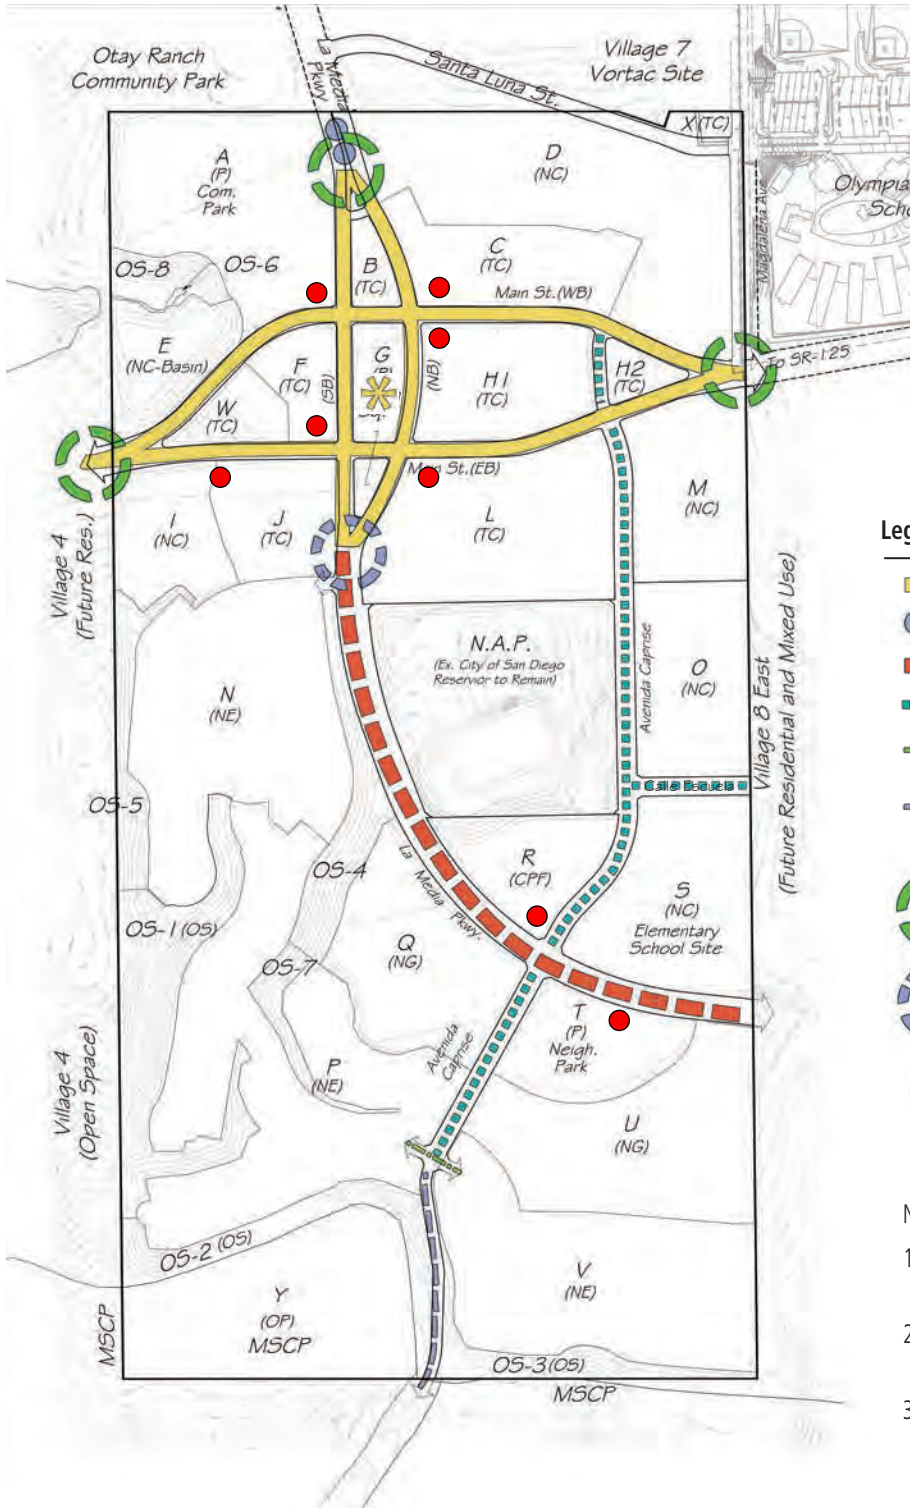 Otay Ranch
Community Park
La Media
Pkwy
Santa Luna St.
Village 7
Vortac Site
X(TC)
A
(P)
Com.
Park
D
(NC)
Olympia
Scho
Magdalena Ave
OS-8
OS-6
B
(TC)
C
(TC)
Main St.(WB)
E
(NC-Basin)
F
(TC)
(SB)
G
(NB)
H1
(TC)
H2
(TC)
To SR-125
W
(TC)
Main St.(EB)
I
(NC)
J
(TC)
L
(TC)
M
(NC)
Leg
Village 4
(Future Res.)
N.A.P.
(Ex. City of San Diego
Reservior to Remain)
Avenida Caprise
O
(NC)
Village 8 East
(Future Residential and Mixed Use)
N
(NE)
Calle Escuela
OS-5
OS-4
La Media Pkwy.
R
(CPF)
S
(NC)
Elementary
School Site
OS-1 (OS)
Q
(NG)
OS-7
T
(P)
Neigh.
Park
Avenida
Caprise
P
(NE)
Village 4
(Open Space)
U
(NG)
OS-2 (OS)
V
(NE)
Y
(OP)
MSCP
MSCP
OS-3 (OS)
MSCP
N
1
2
3